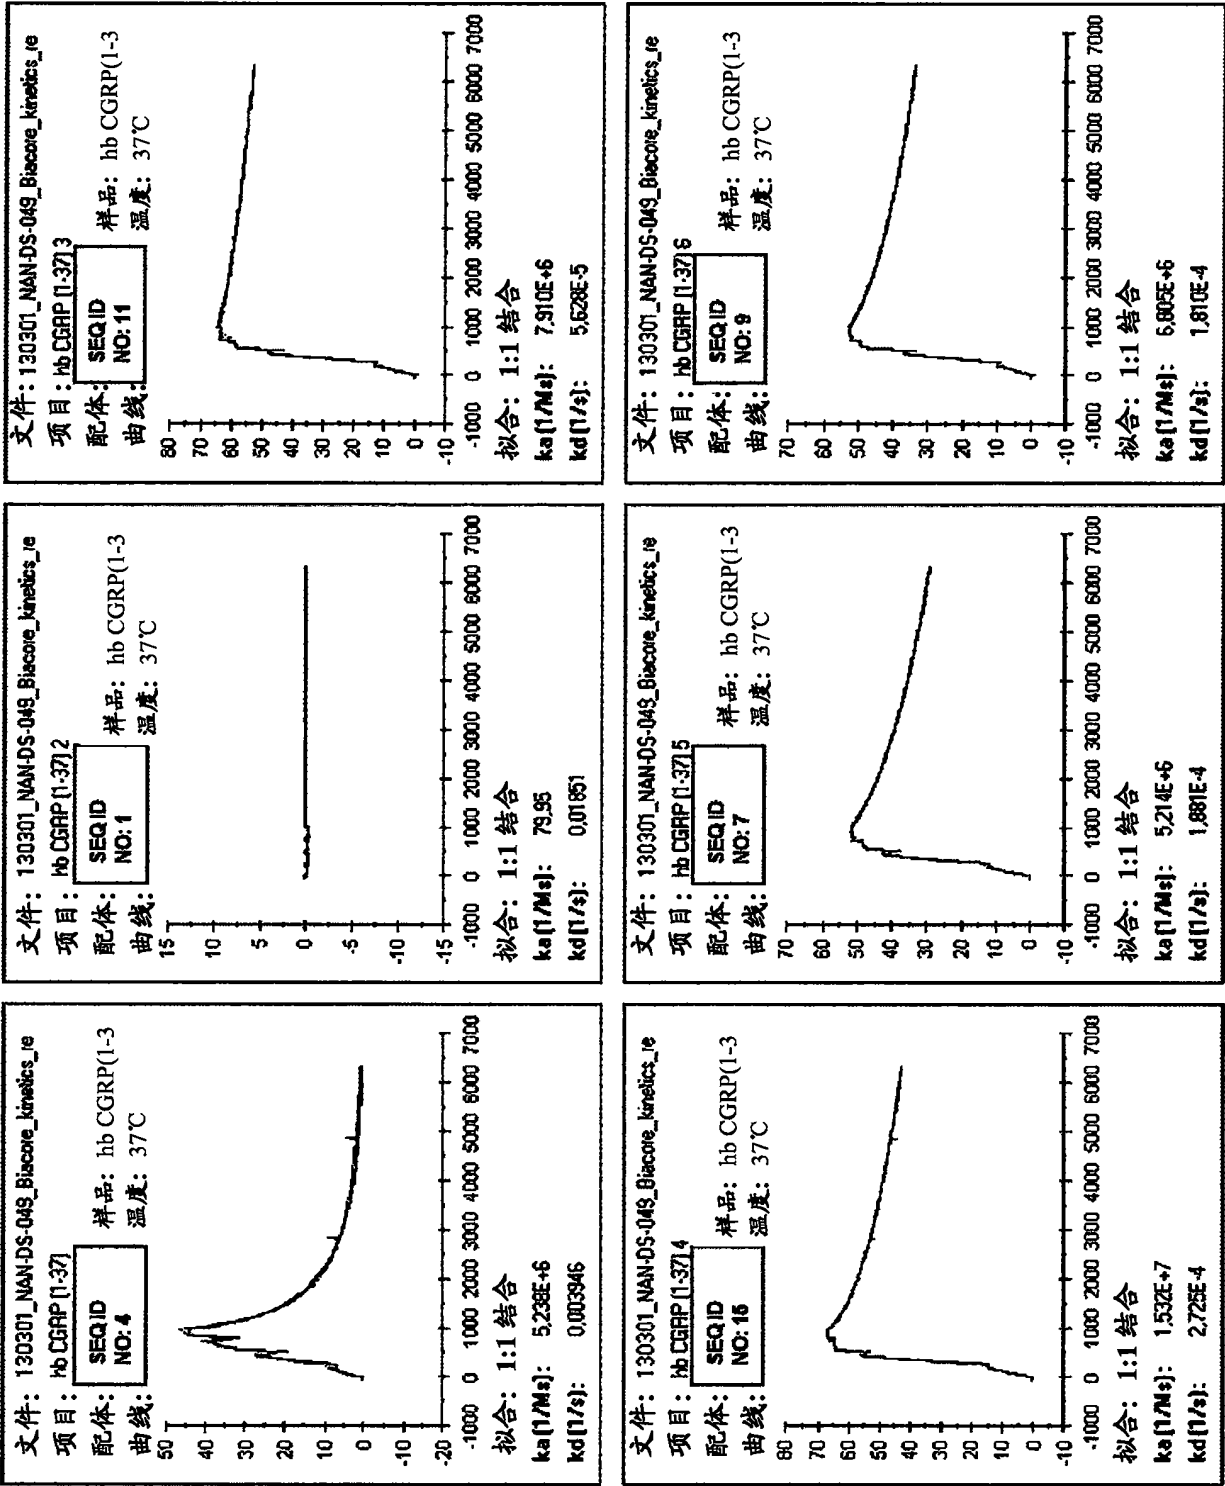 文件: 130301_NAN-DS-049_Biacore_kinetics_re
项目: hb CGRP (1-37)
配体: SEQ ID NO: 4 样品: hb CGRP(1-3
曲线: 温度: 37℃
50
40
30
20
10
0
-10
-20
-1000 0 1000 2000 3000 4000 5000 6000 7000
拟合: 1:1 结合
ka(1/Ms): 5,238E+6
kd(1/s): 0,003946
文件: 130301_NAN-DS-049_Biacore_kinetics_re
项目: hb CGRP (1-37) 2
配体: SEQ ID NO: 1 样品: hb CGRP(1-3
曲线: 温度: 37℃
15
10
5
0
-5
-10
-15
-1000 0 1000 2000 3000 4000 5000 6000 7000
拟合: 1:1 结合
ka(1/Ms): 79,95
kd(1/s): 0,01851
文件: 130301_NAN-DS-049_Biacore_kinetics_re
项目: hb CGRP (1-37) 3
配体: SEQ ID NO: 11 样品: hb CGRP(1-3
曲线: 温度: 37℃
80
70
60
50
40
30
20
10
0
-10
-1000 0 1000 2000 3000 4000 5000 6000 7000
拟合: 1:1 结合
ka(1/Ms): 7,910E+6
kd(1/s): 5,628E-5
文件: 130301_NAN-DS-049_Biacore_kinetics_re
项目: hb CGRP (1-37) 4
配体: SEQ ID NO: 15 样品: hb CGRP(1-3
曲线: 温度: 37℃
80
70
60
50
40
30
20
10
0
-10
-1000 0 1000 2000 3000 4000 5000 6000 7000
拟合: 1:1 结合
ka(1/Ms): 1,532E+7
kd(1/s): 2,725E-4
文件: 130301_NAN-DS-049_Biacore_kinetics_re
项目: hb CGRP (1-37) 5
配体: SEQ ID NO: 7 样品: hb CGRP(1-3
曲线: 温度: 37℃
70
60
50
40
30
20
10
0
-10
-1000 0 1000 2000 3000 4000 5000 6000 7000
拟合: 1:1 结合
ka(1/Ms): 5,214E+6
kd(1/s): 1,881E-4
文件: 130301_NAN-DS-049_Biacore_kinetics_re
项目: hb CGRP (1-37) 6
配体: SEQ ID NO: 9 样品: hb CGRP(1-3
曲线: 温度: 37℃
70
60
50
40
30
20
10
0
-10
-1000 0 1000 2000 3000 4000 5000 6000 7000
拟合: 1:1 结合
ka(1/Ms): 6,805E+6
kd(1/s): 1,810E-4